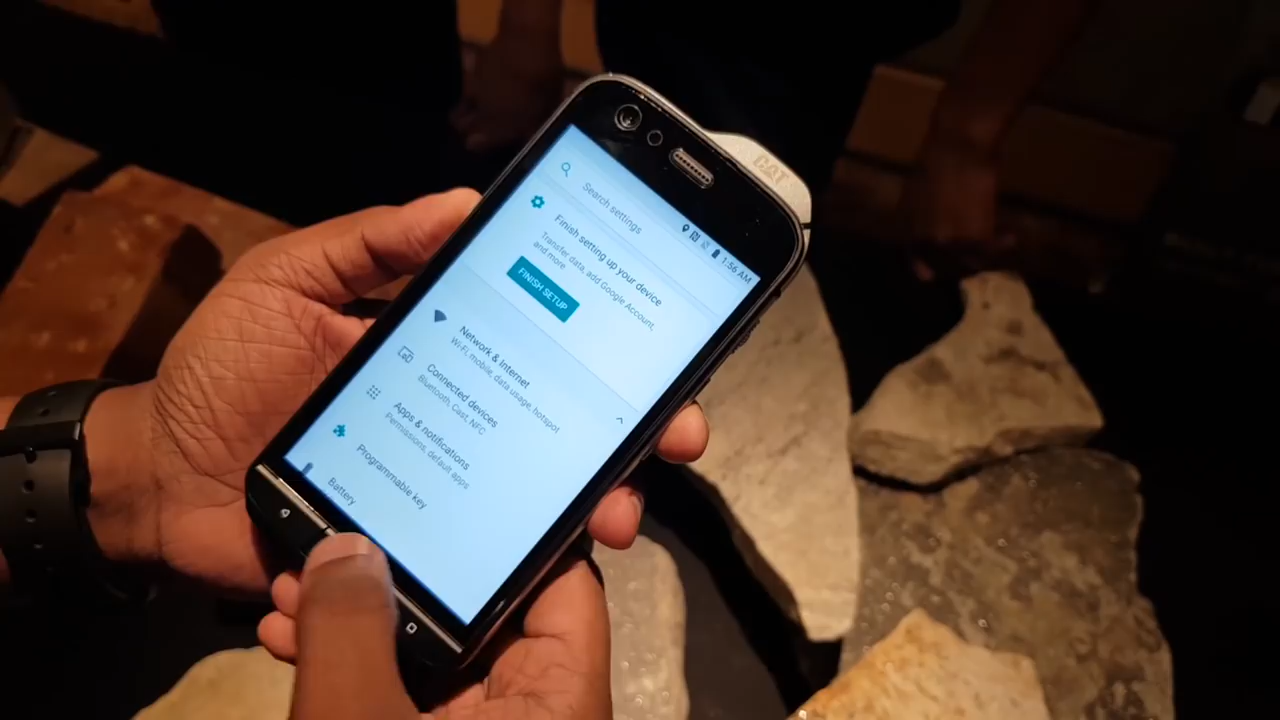 CAT
1:56 AM
Search settings
Finish setting up your device
Transfer data, add Google Account,
and more
FINISH SETUP
Network & Internet
Wi-Fi, mobile, data usage, hotspot
Connected devices
Bluetooth, Cast, NFC
Apps & notifications
Permissions, default apps
Programmable key
Battery